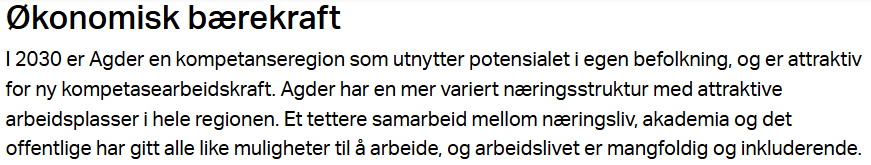 Økonomisk bærekraft
I 2030 er Agder en kompetanseregion som utnytter potensialet i egen befolkning, og er attraktiv
for ny kompetasearbeidskraft. Agder har en mer variert næringsstruktur med attraktive
arbeidsplasser i hele regionen. Et tettere samarbeid mellom næringsliv, akademia og det
offentlige har gitt alle like muligheter til å arbeide, og arbeidslivet er mangfoldig og inkluderende.